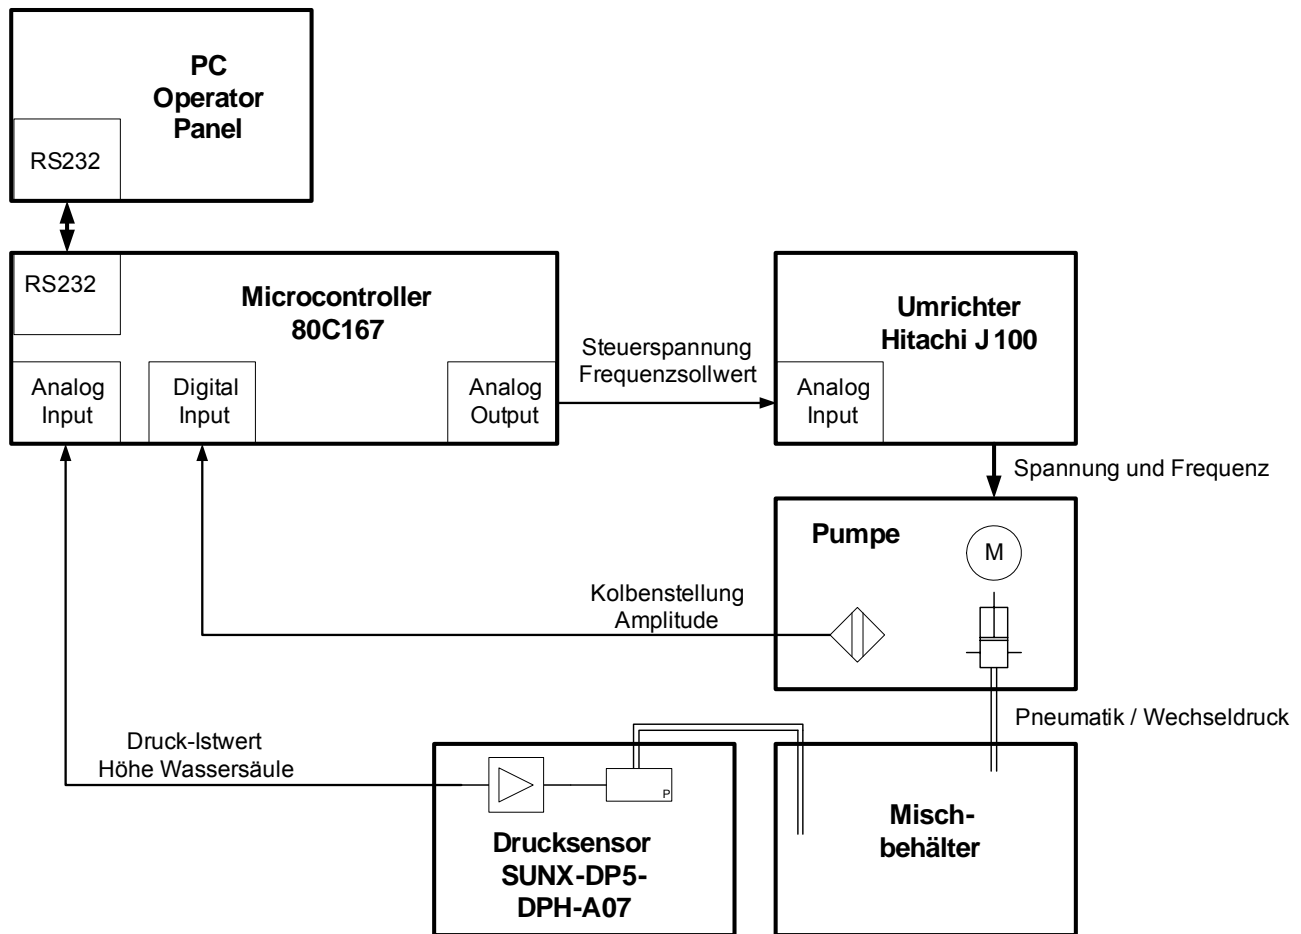 PC
Operator
Panel
RS232
RS232
Microcontroller
80C167
Analog
Input
Digital
Input
Analog
Output
Steuerspannung
Frequenzsollwert
Umrichter
Hitachi J100
Analog
Input
Spannung und Frequenz
Pumpe
M
Kolbenstellung
Amplitude
Pneumatik / Wechseldruck
Druck-Istwert
Höhe Wassersäule
P
Drucksensor
SUNX-DP5-
DPH-A07
Misch-
behälter